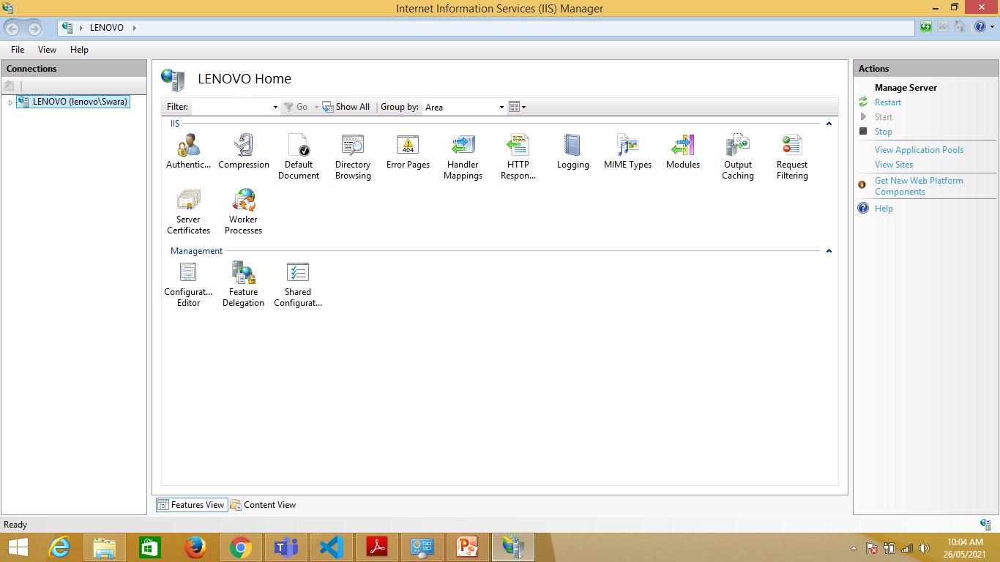 Internet Information Services (IIS) Manager
LENOVO
File View Help
Connections
LENOVO (lenovo\Swara)
LENOVO Home
Filter: Go Show All Group by: Area
IIS
Authentic... Compression Default Directory Error Pages Handler HTTP Logging MIME Types Modules Output Request
Document Browsing 404 Mappings Respon... Caching Filtering
Server Worker
Certificates Processes
Management
Configurat... Feature Shared
Editor Delegation Configurat...
Features View Content View
Actions
Manage Server
Restart
Start
Stop
View Application Pools
View Sites
Get New Web Platform
Components
Help
Ready
10:04 AM
26/05/2021